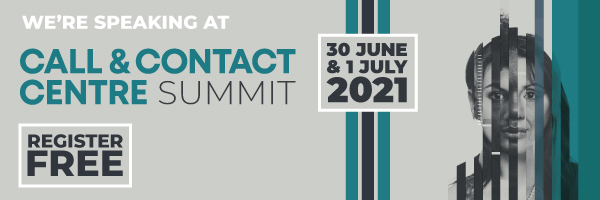 WE'RE SPEAKING AT
CALL & CONTACT
CENTRE SUMMIT
30 JUNE
& 1 JULY
2021
REGISTER
FREE